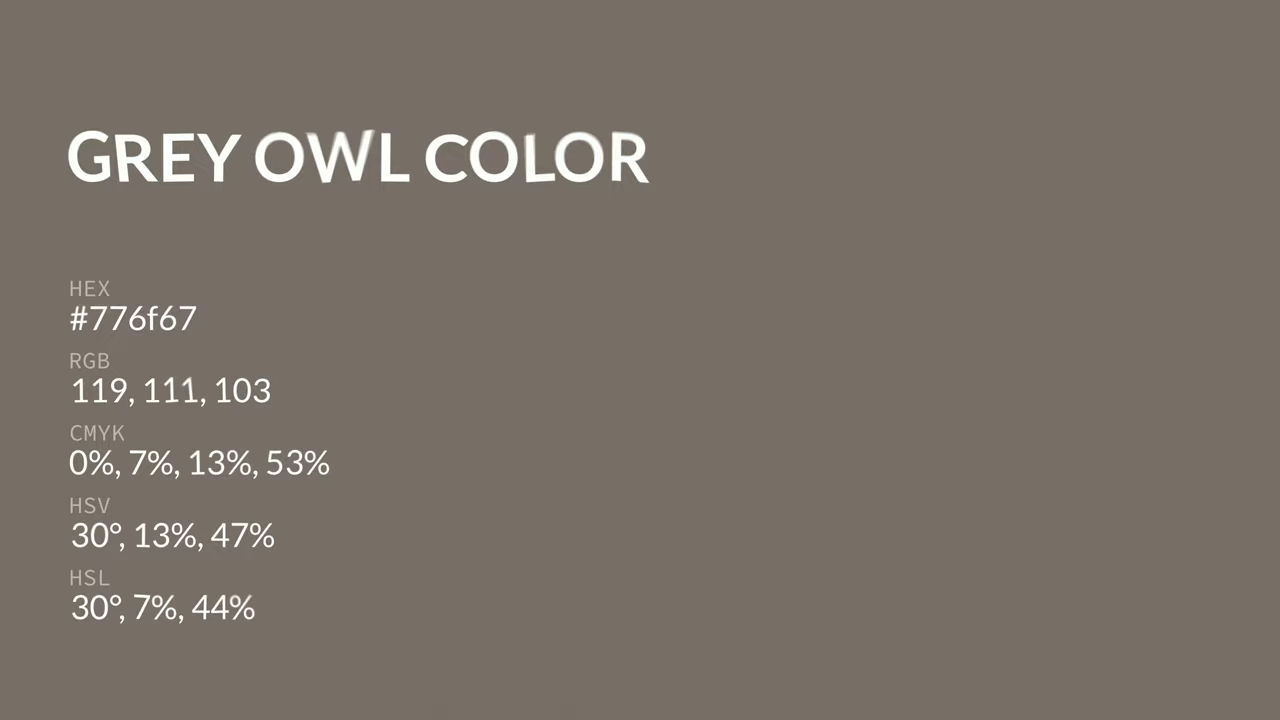 GREY OWL COLOR
HEX
#776f67
RGB
119, 111, 103
CMYK
0%, 7%, 13%, 53%
HSV
30°, 13%, 47%
HSL
30°, 7%, 44%